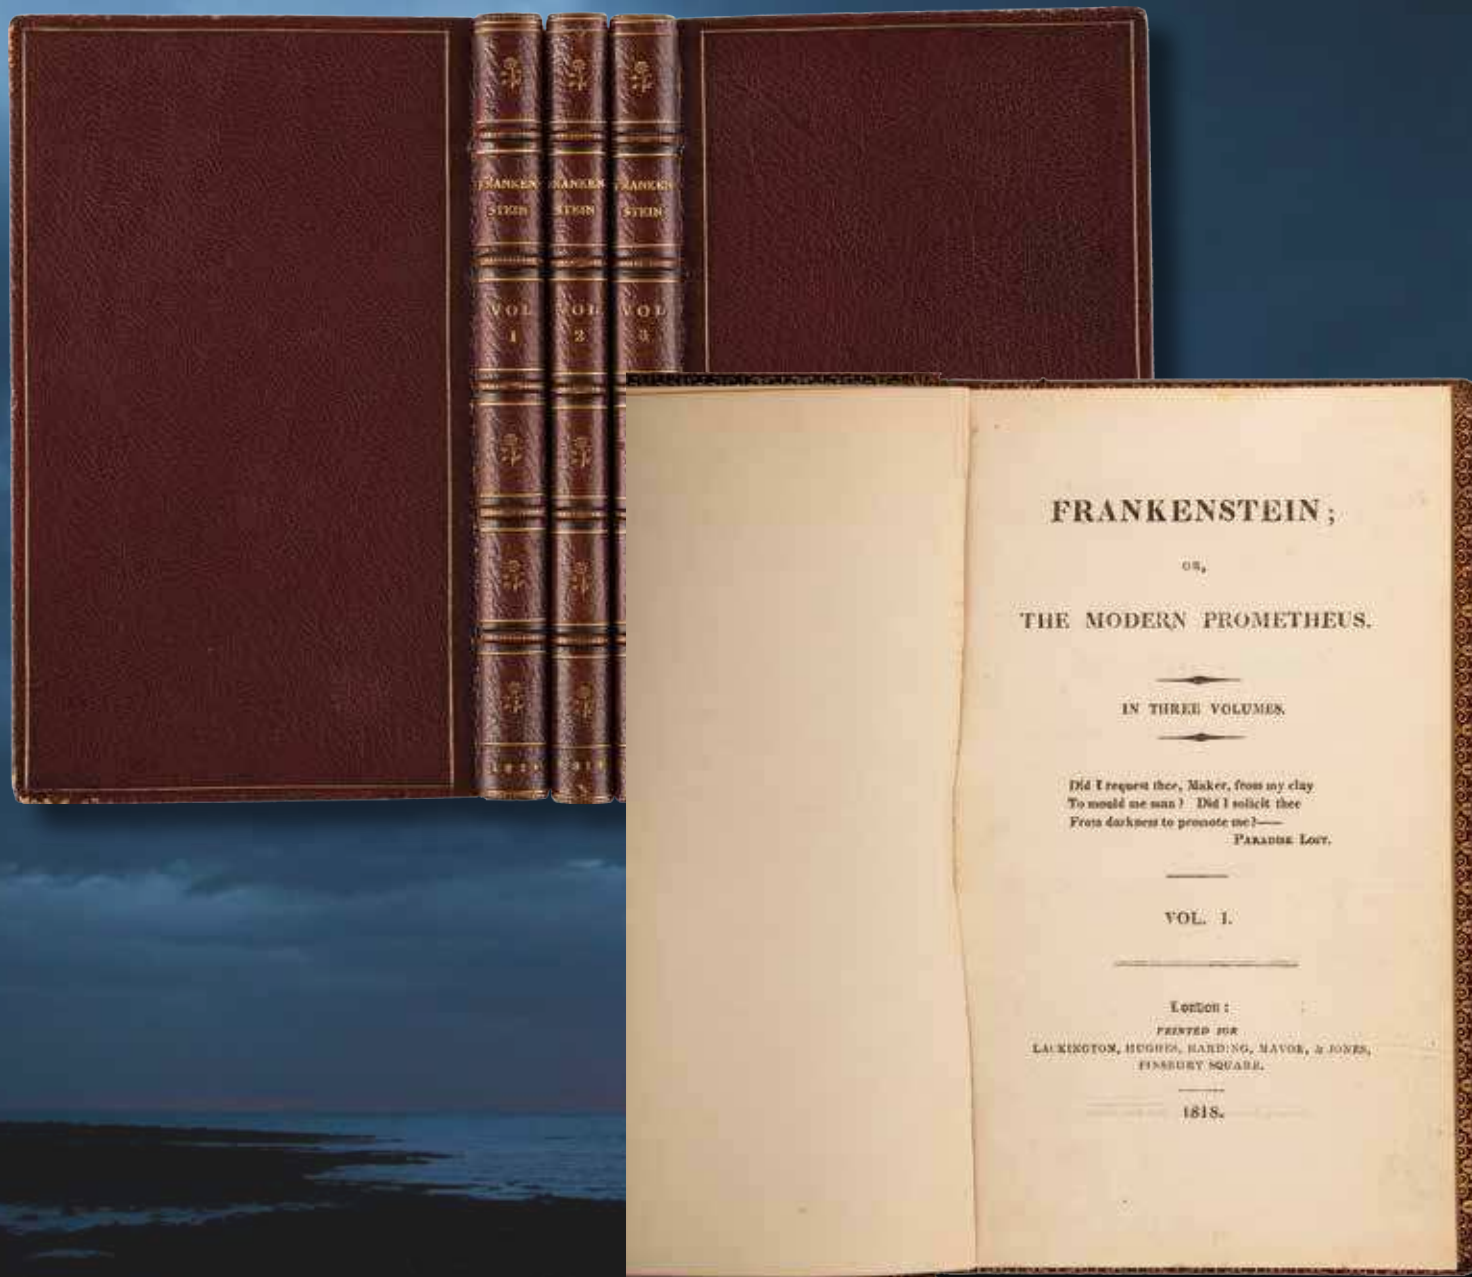 FRANKEN
STEIN
VOL
1
FRANKEN
STEIN
VOL
2
FRANKEN
STEIN
VOL
3
FRANKENSTEIN;
OR,
THE MODERN PROMETHEUS.
IN THREE VOLUMES.
Did I request thee, Maker, from my clay
To mould me man? Did I solicit thee
From darkness to promote me?——
PARADISE LOST.
VOL. I.
London:
PRINTED FOR
LACKINGTON, HUGHES, HARDING, MAVOR, & JONES,
FINSBURY SQUARE.
1818.